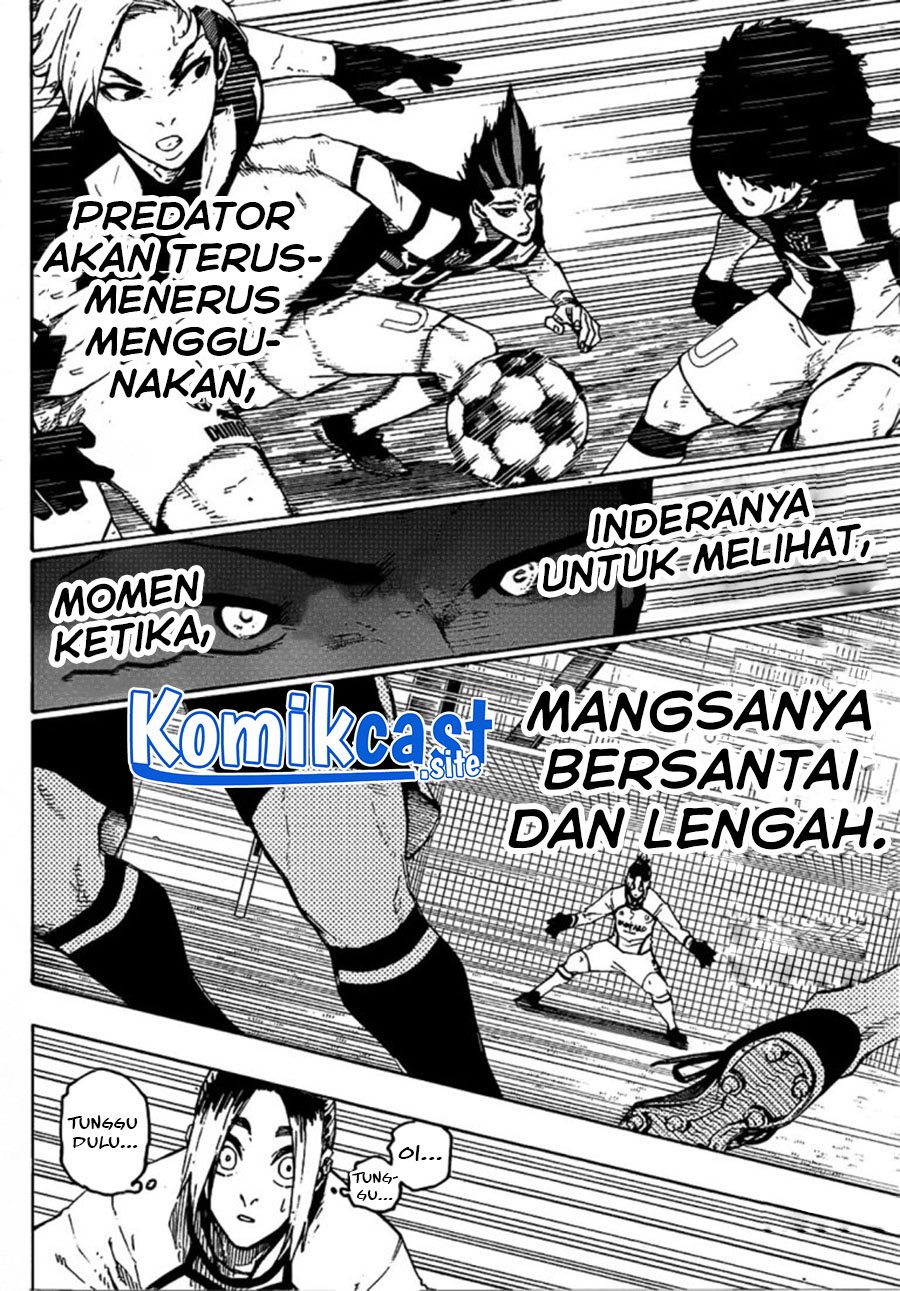 PREDATOR
AKAN TERUS-
MENERUS
MENGGU-
NAKAN,
INDERANYA
UNTUK MELIHAT,
MOMEN
KETIKA,
Komikcast
.site
MANGSANYA
BERSANTAI
DAN LENGAH.
TUNGGU
DULU...
OI...
TUNG-
GU...